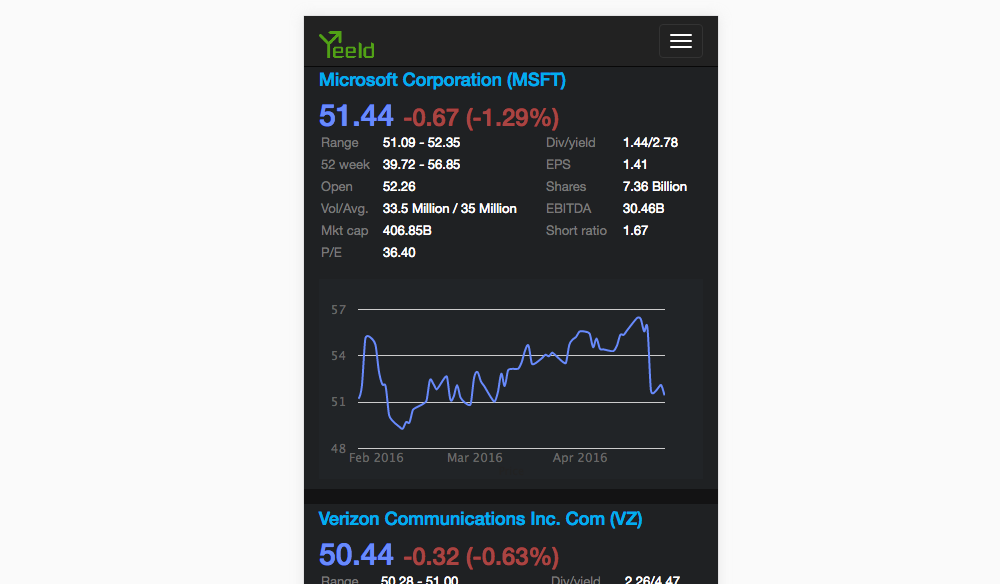 Yeeld
Microsoft Corporation (MSFT)
51.44 -0.67 (-1.29%)
Range 51.09 - 52.35 Div/yield 1.44/2.78
52 week 39.72 - 56.85 EPS 1.41
Open 52.26 Shares 7.36 Billion
Vol/Avg. 33.5 Million / 35 Million EBITDA 30.46B
Mkt cap 406.85B Short ratio 1.67
P/E 36.40
57
54
51
48
Feb 2016 Mar 2016 Apr 2016
Verizon Communications Inc. Com (VZ)
50.44 -0.32 (-0.63%)
Range 50.28 - 51.00 Div/yield 2.26/4.47